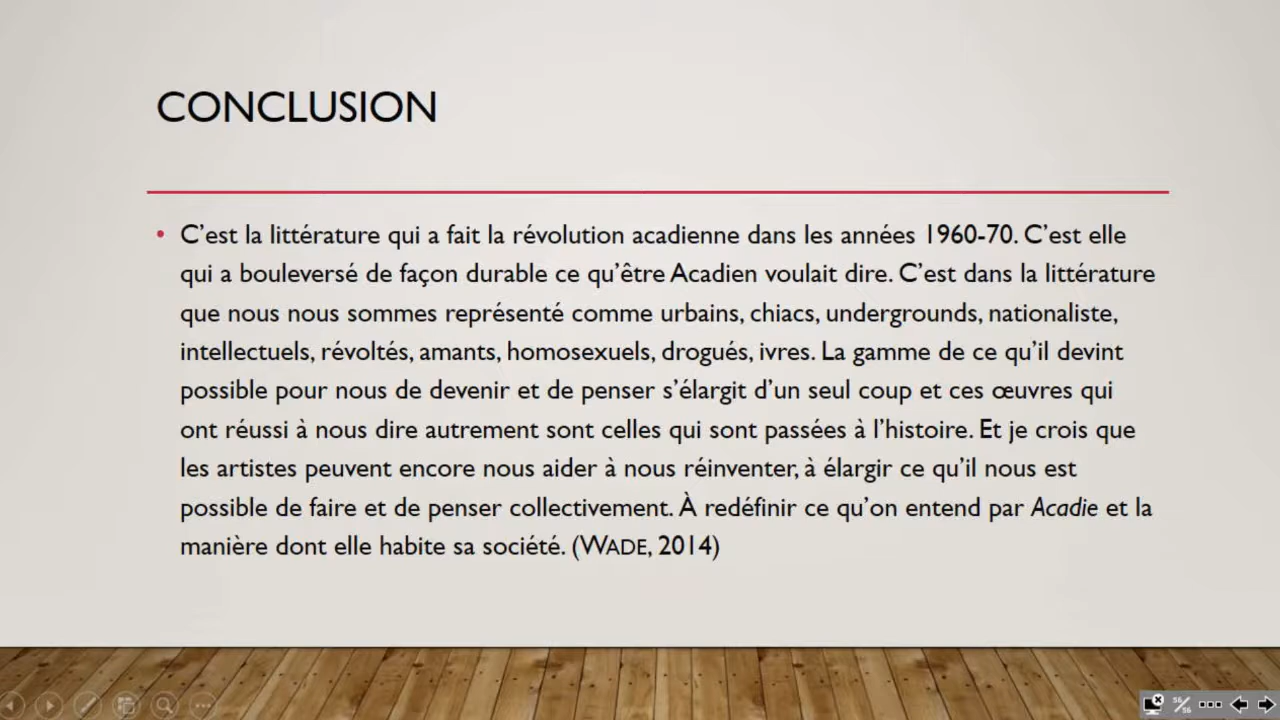 CONCLUSION
• C’est la littérature qui a fait la révolution acadienne dans les années 1960-70. C’est elle
qui a bouleversé de façon durable ce qu’être Acadien voulait dire. C’est dans la littérature
que nous nous sommes représenté comme urbains, chiacs, undergrounds, nationaliste,
intellectuels, révoltés, amants, homosexuels, drogués, ivres. La gamme de ce qu’il devint
possible pour nous de devenir et de penser s’élargit d’un seul coup et ces œuvres qui
ont réussi à nous dire autrement sont celles qui sont passées à l’histoire. Et je crois que
les artistes peuvent encore nous aider à nous réinventer, à élargir ce qu’il nous est
possible de faire et de penser collectivement. À redéfinir ce qu’on entend par Acadie et la
manière dont elle habite sa société. (WADE, 2014)
56/56